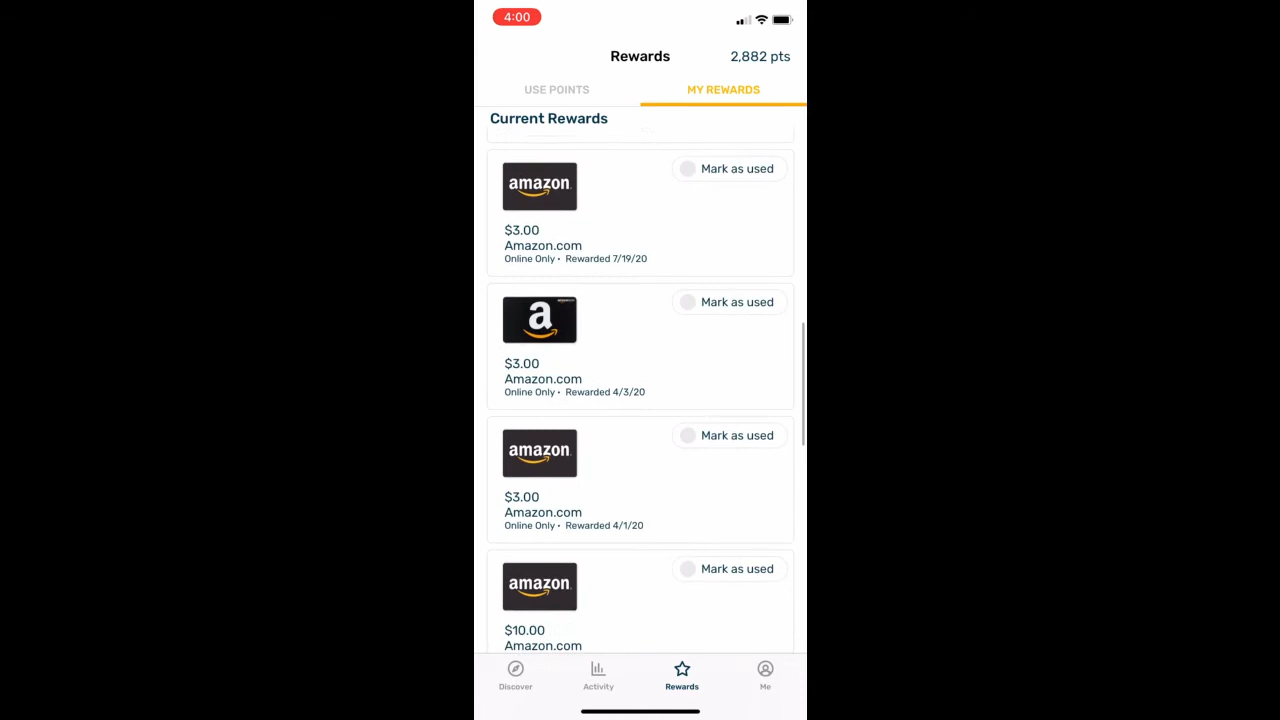 4:00
Rewards 2,882 pts
USE POINTS MY REWARDS
Current Rewards
amazon Mark as used
$3.00
Amazon.com
Online Only • Rewarded 7/19/20
a Mark as used
$3.00
Amazon.com
Online Only • Rewarded 4/3/20
amazon Mark as used
$3.00
Amazon.com
Online Only • Rewarded 4/1/20
amazon Mark as used
$10.00
Amazon.com
Discover Activity Rewards Me